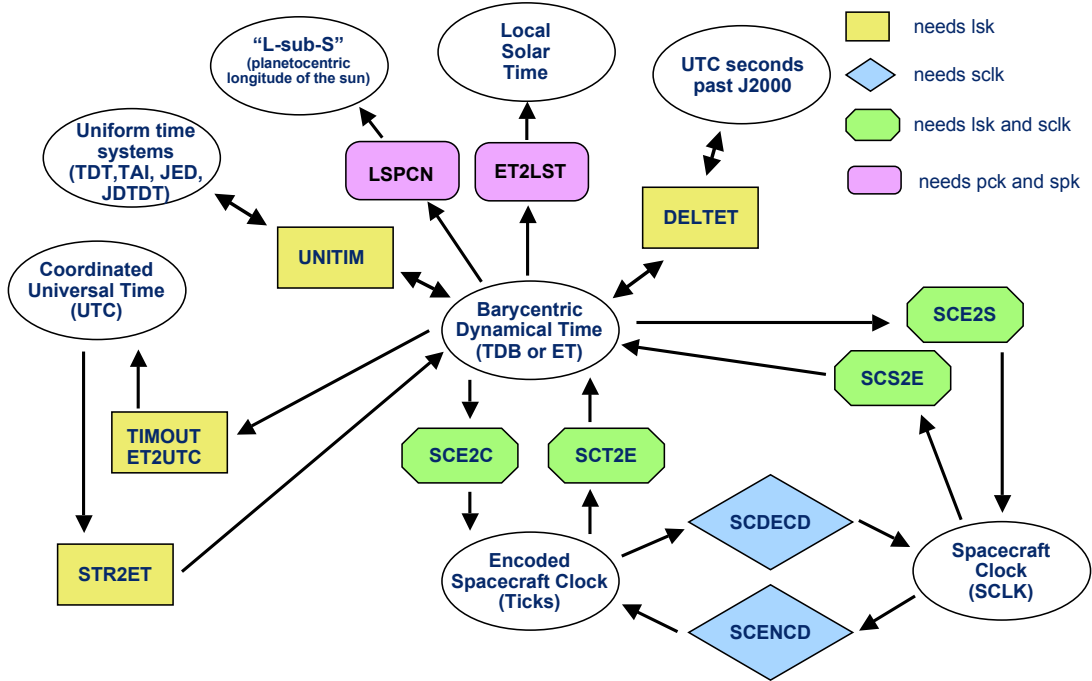 “L-sub-S”
(planetocentric
longitude of the sun)
Local
Solar
Time
UTC seconds
past J2000
needs lsk
needs sclk
needs lsk and sclk
needs pck and spk
Uniform time
systems
(TDT,TAI, JED,
JDTDT)
LSPCN
ET2LST
DELTET
UNITIM
Coordinated
Universal Time
(UTC)
Barycentric
Dynamical Time
(TDB or ET)
SCE2S
SCS2E
TIMOUT
ET2UTC
SCE2C
SCT2E
SCDECD
STR2ET
Encoded
Spacecraft Clock
(Ticks)
Spacecraft
Clock
(SCLK)
SCENCD